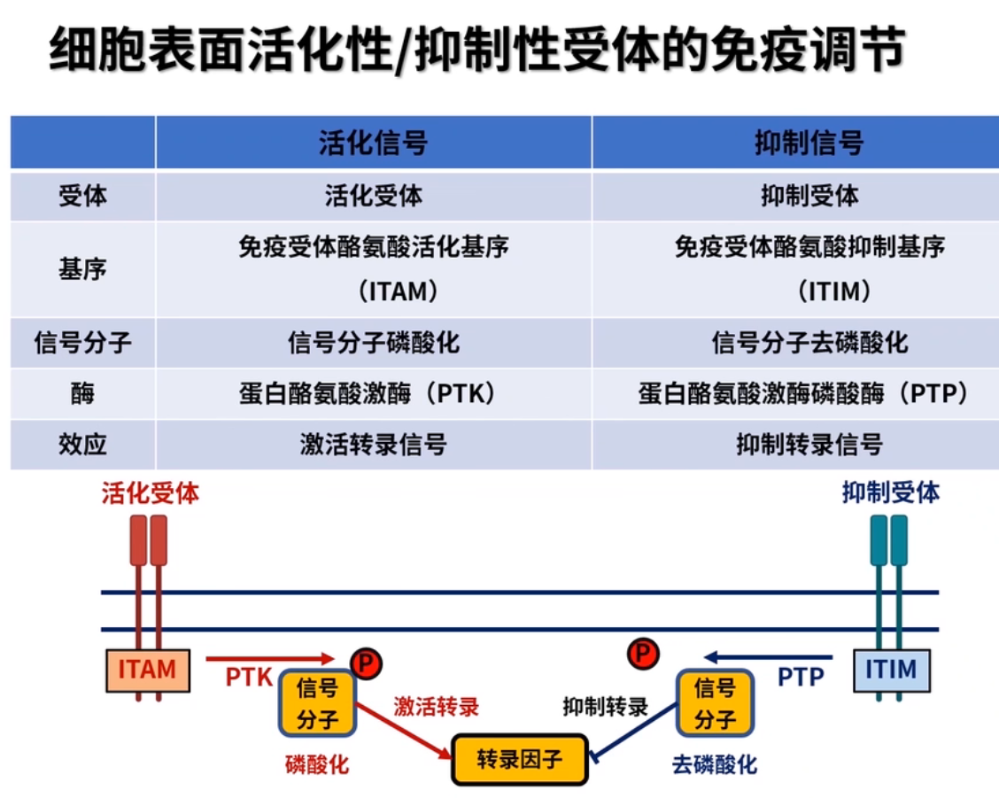 细胞表面活化性/抑制性受体的免疫调节
活化信号 抑制信号
受体 活化受体 抑制受体
基序 免疫受体酪氨酸活化基序
（ITAM）
免疫受体酪氨酸抑制基序
（ITIM）
信号分子 信号分子磷酸化 信号分子去磷酸化
酶 蛋白酪氨酸激酶（PTK） 蛋白酪氨酸激酶磷酸酶（PTP）
效应 激活转录信号 抑制转录信号
活化受体 抑制受体
ITAM
PTK
P
信号
分子
激活转录
磷酸化
转录因子
P
抑制转录
信号
分子
去磷酸化
PTP
ITIM